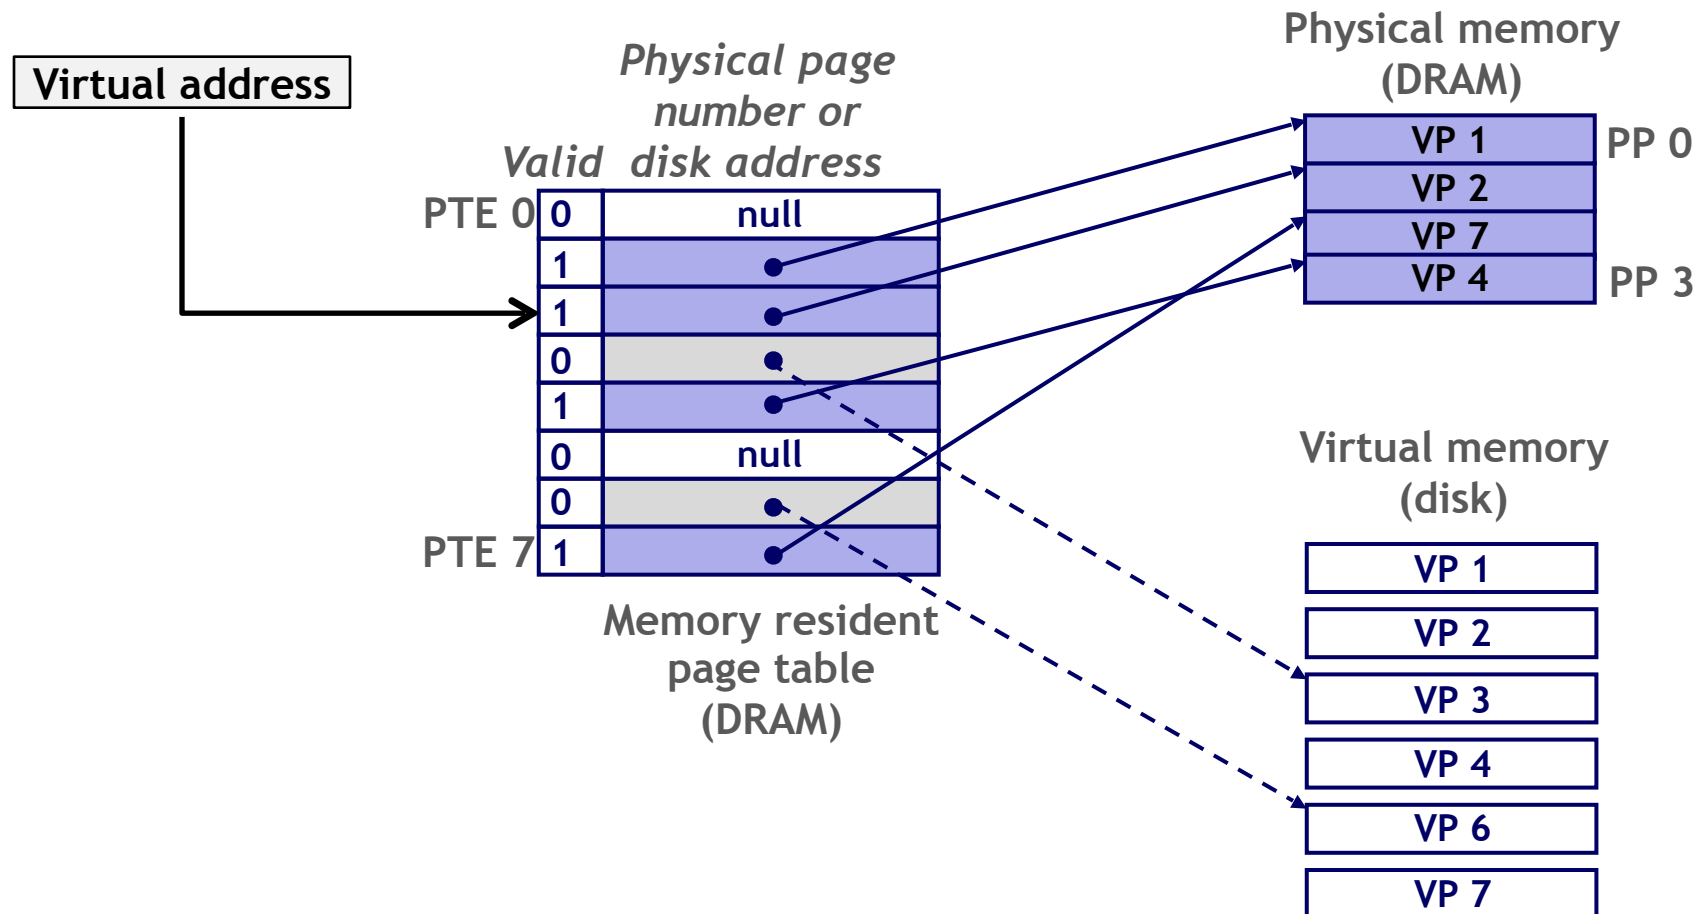 Virtual address
Physical page
number or
disk address
Valid
PTE 0
0
null
1
1
0
1
0
null
0
PTE 7
1
Memory resident
page table
(DRAM)
Physical memory
(DRAM)
VP 1
PP 0
VP 2
VP 7
VP 4
PP 3
Virtual memory
(disk)
VP 1
VP 2
VP 3
VP 4
VP 6
VP 7